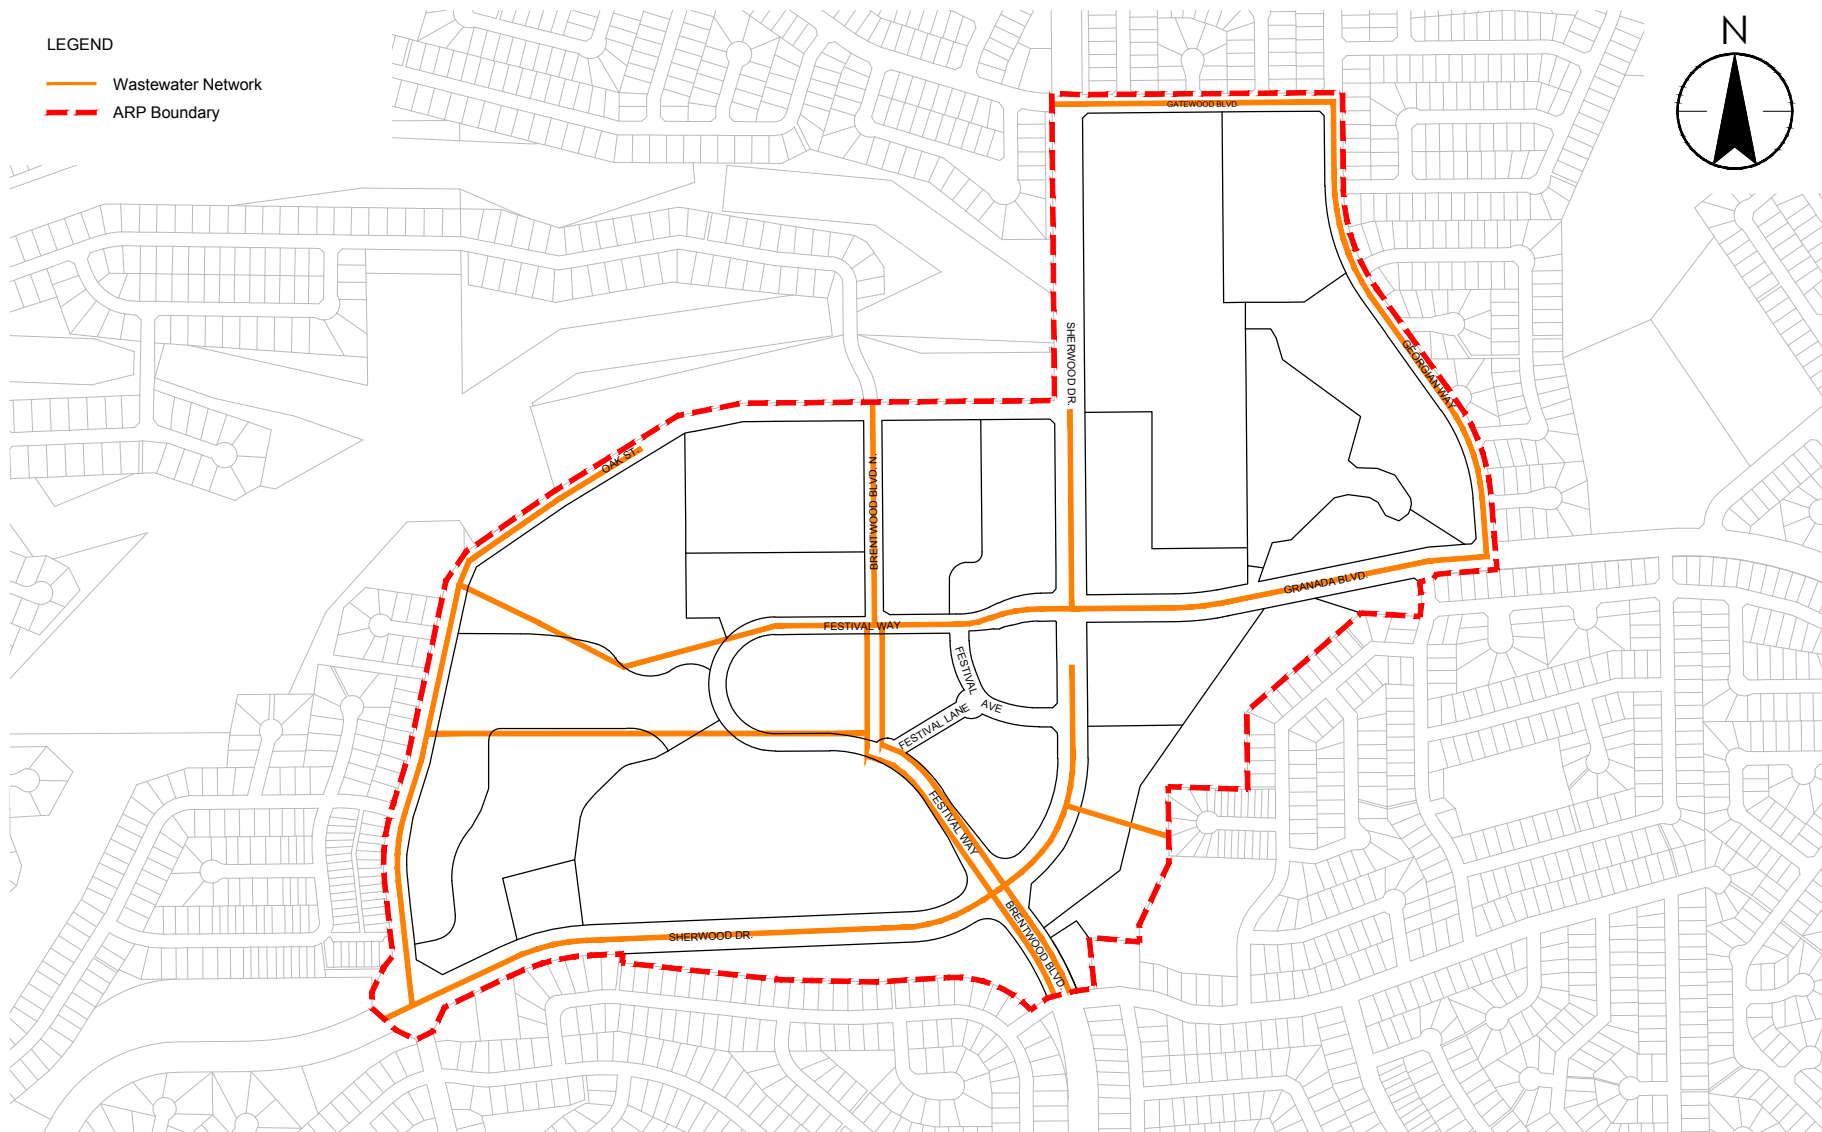 N
LEGEND
Wastewater Network
ARP Boundary
GATEWOOD BLVD.
SHERWOOD DR.
GEORGIAN WAY
OAK ST.
BRENTWOOD BLVD. N.
GRANADA BLVD.
FESTIVAL WAY
FESTIVAL
AVE
FESTIVAL LANE
FESTIVAL WAY
BRENTWOOD BLVD.
SHERWOOD DR.